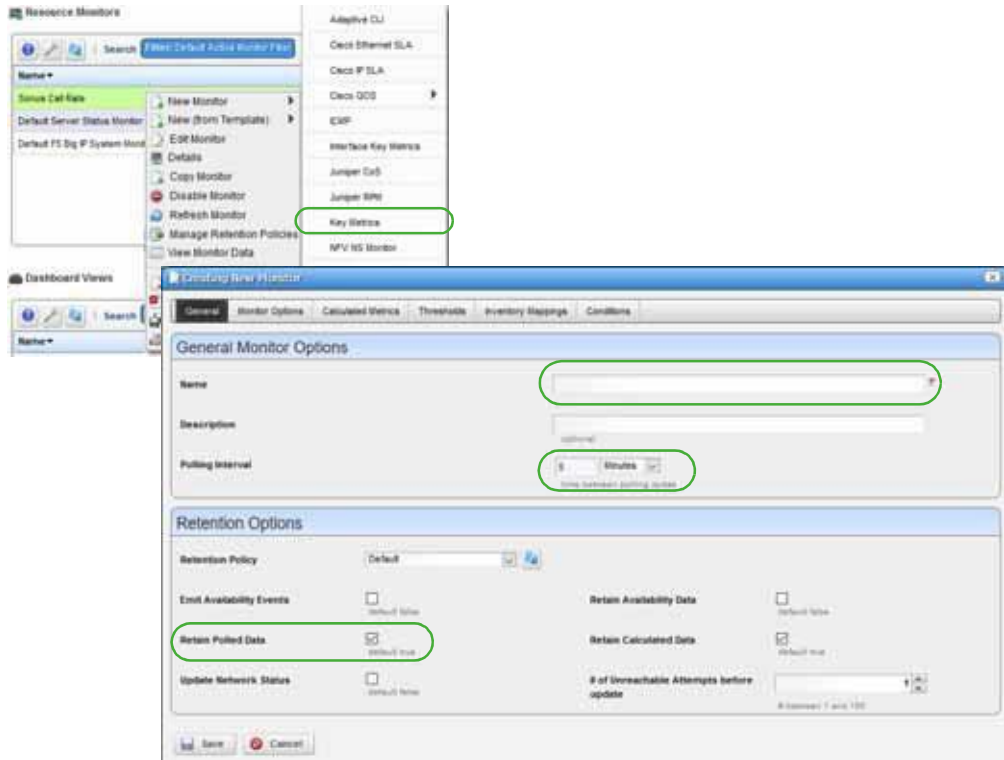 Resource Monitors
Search
Filters: Default Active Monitor Filter
Name
Sonus Call Rate
Default Server Status Monitor
Default F5 Big IP System Monit
New Monitor
New (from Template)
Edit Monitor
Details
Copy Monitor
Disable Monitor
Refresh Monitor
Manage Retention Policies
View Monitor Data
Adaptive CLI
Cisco Ethernet SLA
Cisco IP SLA
Cisco QOS
ICMP
Interface Key Metrics
Juniper CoS
Juniper RPM
Key Metrics
NFV NS Monitor
Dashboard Views
Search
Name
Creating New Monitor
General
Monitor Options
Calculated Metrics
Thresholds
Inventory Mappings
Conditions
General Monitor Options
Name
Description
optional
Polling Interval
5
Minutes
time between polling cycles
Retention Options
Retention Policy
Default
Emit Availability Events
default false
Retain Availability Data
default false
Retain Polled Data
default true
Retain Calculated Data
default true
Update Network Status
default false
# of Unreachable Attempts before
update
1
# between 1 and 100
Save
Cancel